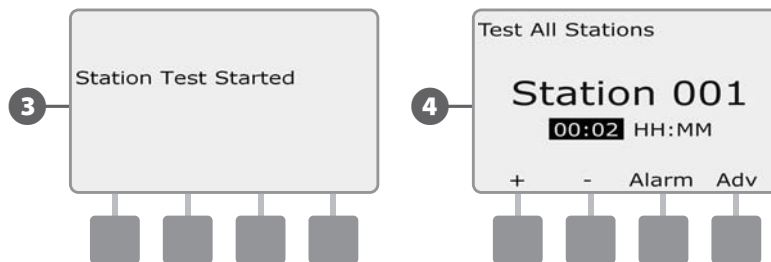 3
Station Test Started
4
Test All Stations
Station 001
00:02 HH:MM
+ - Alarm Adv